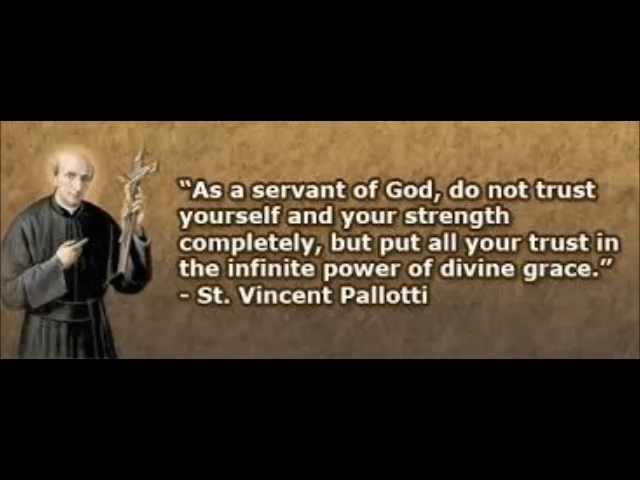 “As a servant of God, do not trust
yourself and your strength
completely, but put all your trust in
the infinite power of divine grace.”
- St. Vincent Pallotti